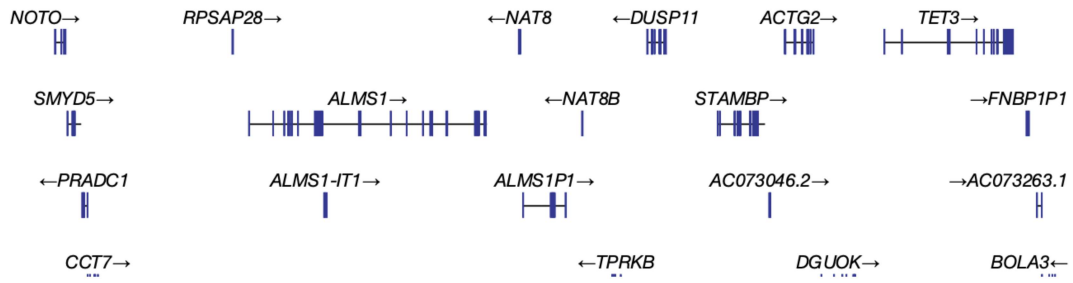 NOTO→ RPSAP28→ ←NAT8 ←DUSP11 ACTG2→ TET3→
SMYD5→ ALMS1→ ←NAT8B STAMBP→ →FNBP1P1
←PRADC1 ALMS1-IT1→ ALMS1P1→ AC073046.2→ →AC073263.1
CCT7→ ←TPRKB DGUOK→ BOLA3←